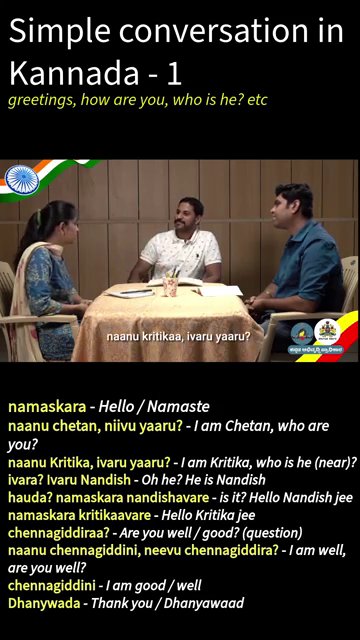 Simple conversation in
Kannada - 1
greetings, how are you, who is he? etc
naanu kritikaa, ivaru yaaru?
namaskara - Hello / Namaste
naanu chetan, niivu yaaru? - I am Chetan, who are
you?
naanu Kritika, ivaru yaaru? - I am Kritika, who is he (near)?
ivara? Ivaru Nandish - Oh he? He is Nandish
hauda? namaskara nandishavare - is it? Hello Nandish jee
namaskara kritikaavare - Hello Kritika jee
chennagiddiraa? - Are you well / good? (question)
naanu chennagiddini, neevu chennagiddira? - I am well,
are you well?
chennagiddini - I am good / well
Dhanywada - Thank you / Dhanyawaad